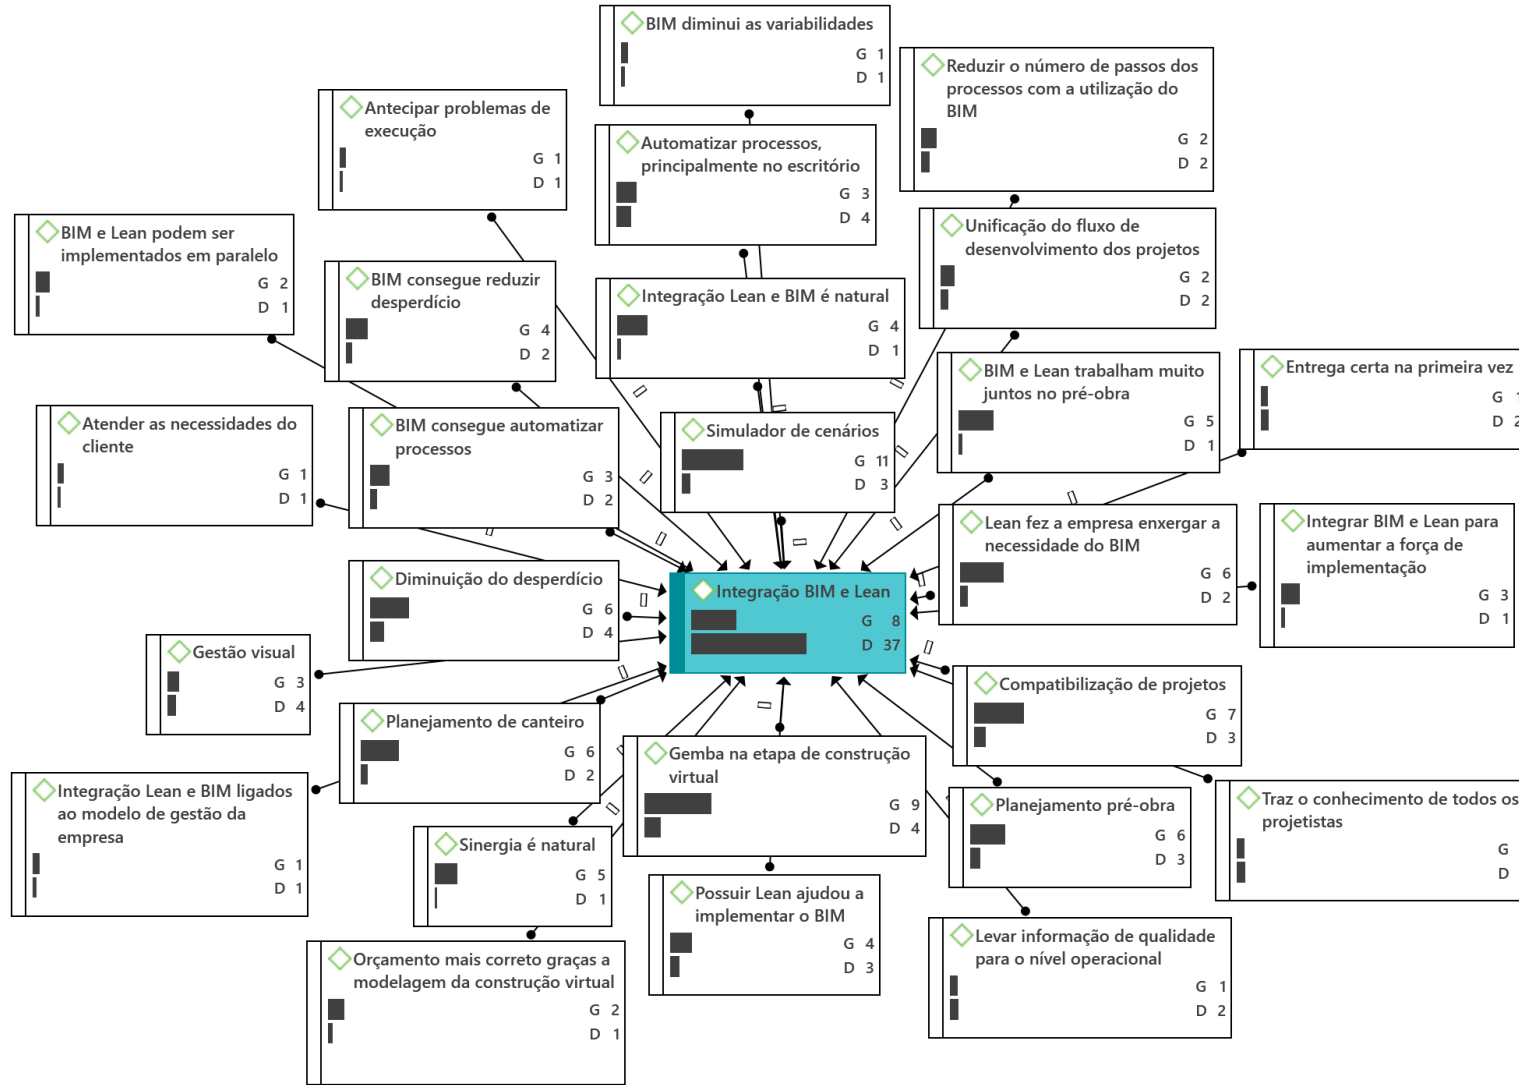 BIM diminui as variabilidades
G 1
D 1
Reduzir o número de passos dos
processos com a utilização do
BIM
G 2
D 2
Antecipar problemas de
execução
G 1
D 1
Automatizar processos,
principalmente no escritório
G 3
D 4
BIM e Lean podem ser
implementados em paralelo
G 2
D 1
Unificação do fluxo de
desenvolvimento dos projetos
G 2
D 2
BIM consegue reduzir
desperdício
G 4
D 2
Integração Lean e BIM é natural
G 4
D 1
BIM e Lean trabalham muito
juntos no pré-obra
G 5
D 1
Entrega certa na primeira vez
G 1
D 2
Atender as necessidades do
cliente
G 1
D 1
BIM consegue automatizar
processos
G 3
D 2
Simulador de cenários
G 11
D 3
Lean fez a empresa enxergar a
necessidade do BIM
G 6
D 2
Integrar BIM e Lean para
aumentar a força de
implementação
G 3
D 1
Diminuição do desperdício
G 6
D 4
Integração BIM e Lean
G 8
D 37
Gestão visual
G 3
D 4
Compatibilização de projetos
G 7
D 3
Planejamento de canteiro
G 6
D 2
Gemba na etapa de construção
virtual
G 9
D 4
Integração Lean e BIM ligados
ao modelo de gestão da
empresa
G 1
D 1
Planejamento pré-obra
G 6
D 3
Traz o conhecimento de todos os
projetistas
G
D
Sinergia é natural
G 5
D 1
Possuir Lean ajudou a
implementar o BIM
G 4
D 3
Levar informação de qualidade
para o nível operacional
G 1
D 2
Orçamento mais correto graças a
modelagem da construção virtual
G 2
D 1